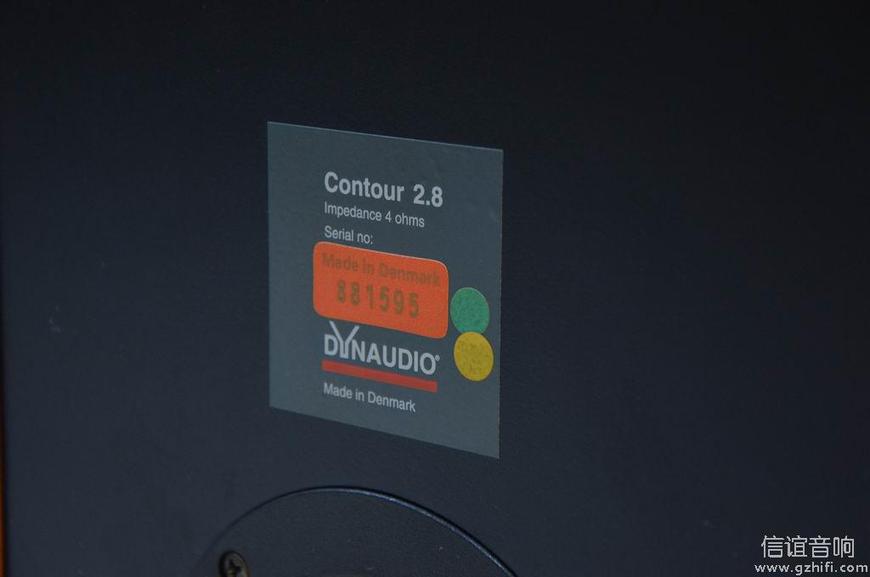 Contour 2.8
Impedance 4 ohms
Serial no:
Made in Denmark
881595
DYNAUDIO®
Made in Denmark
信谊音响
www.gzhifi.com